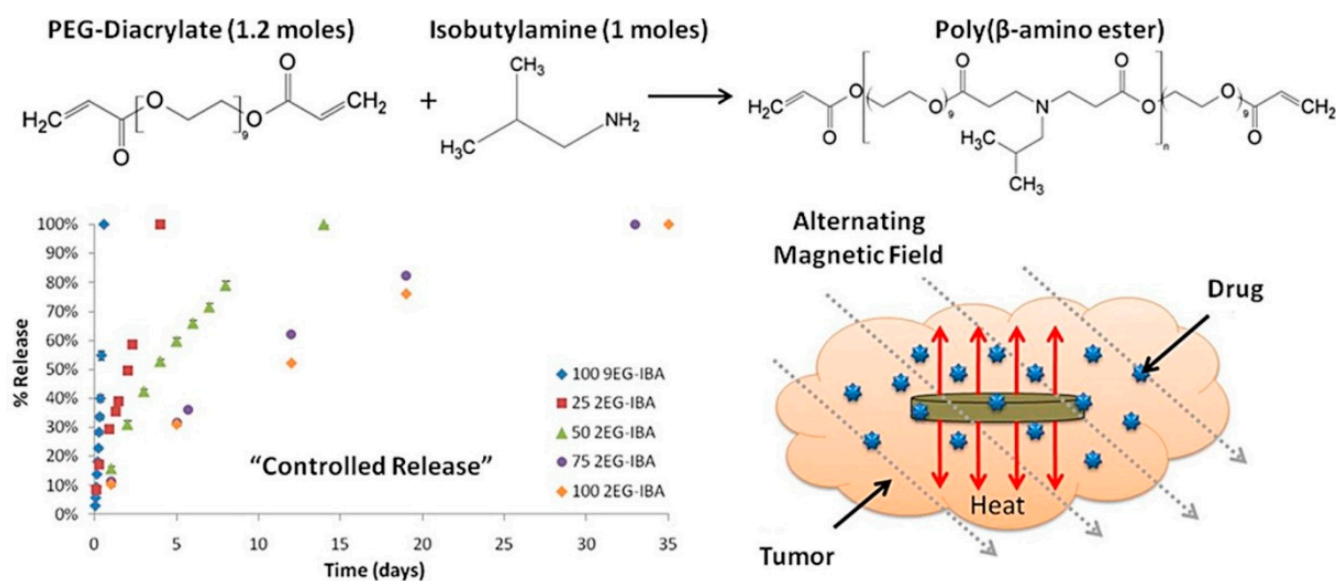 PEG-Diacrylate (1.2 moles)
Isobutylamine (1 moles)
Poly(β-amino ester)
H₂C
O
O
9
O
O
CH₂
+
CH₃
H₃C
NH₂
H₂C
O
O
O
9
O
N
H₃C
CH₃
O
O
n
O
9
O
CH₂
100%
90%
80%
70%
60%
50%
40%
30%
20%
10%
0%
% Release
0
5
10
15
20
25
30
35
Time (days)
"Controlled Release"
100 9EG-IBA
25 2EG-IBA
50 2EG-IBA
75 2EG-IBA
100 2EG-IBA
Alternating
Magnetic Field
Drug
Heat
Tumor